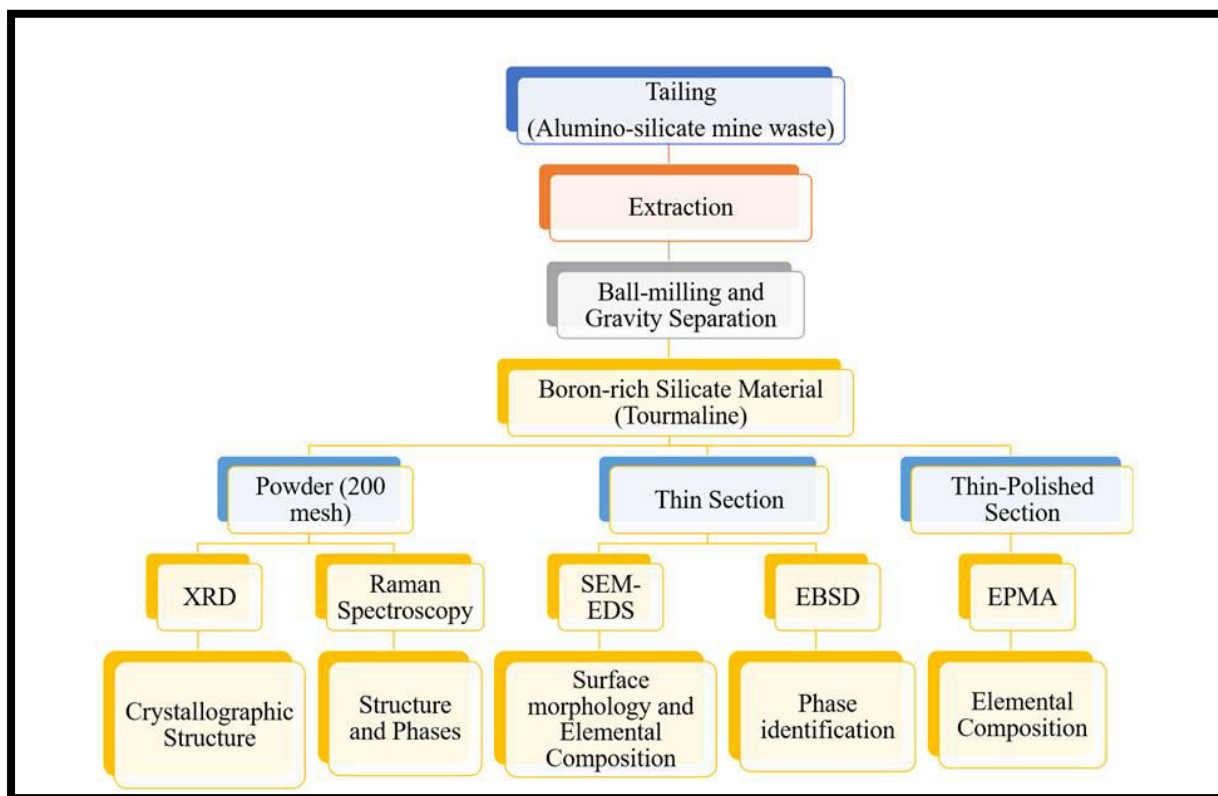 Tailing
(Alumino-silicate mine waste)
Extraction
Ball-milling and
Gravity Separation
Boron-rich Silicate Material
(Tourmaline)
Powder (200
mesh)
Thin Section
Thin-Polished
Section
XRD
Raman
Spectroscopy
SEM-
EDS
EBSD
EPMA
Crystallographic
Structure
Structure
and Phases
Surface
morphology and
Elemental
Composition
Phase
identification
Elemental
Composition